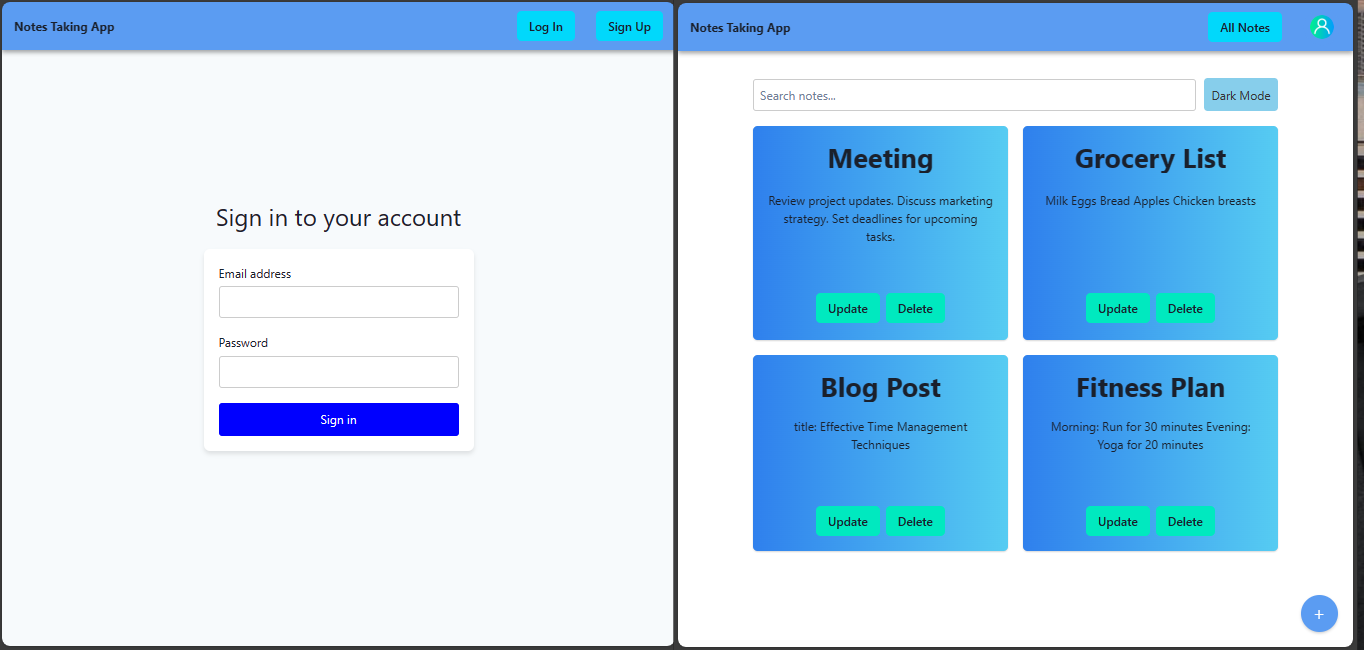 Notes Taking App
Log In
Sign Up
Sign in to your account
Email address
Password
Sign in
Notes Taking App
All Notes
Search notes...
Dark Mode
Meeting
Review project updates. Discuss marketing
strategy. Set deadlines for upcoming
tasks.
Update
Delete
Grocery List
Milk Eggs Bread Apples Chicken breasts
Update
Delete
Blog Post
title: Effective Time Management
Techniques
Update
Delete
Fitness Plan
Morning: Run for 30 minutes Evening:
Yoga for 20 minutes
Update
Delete
+